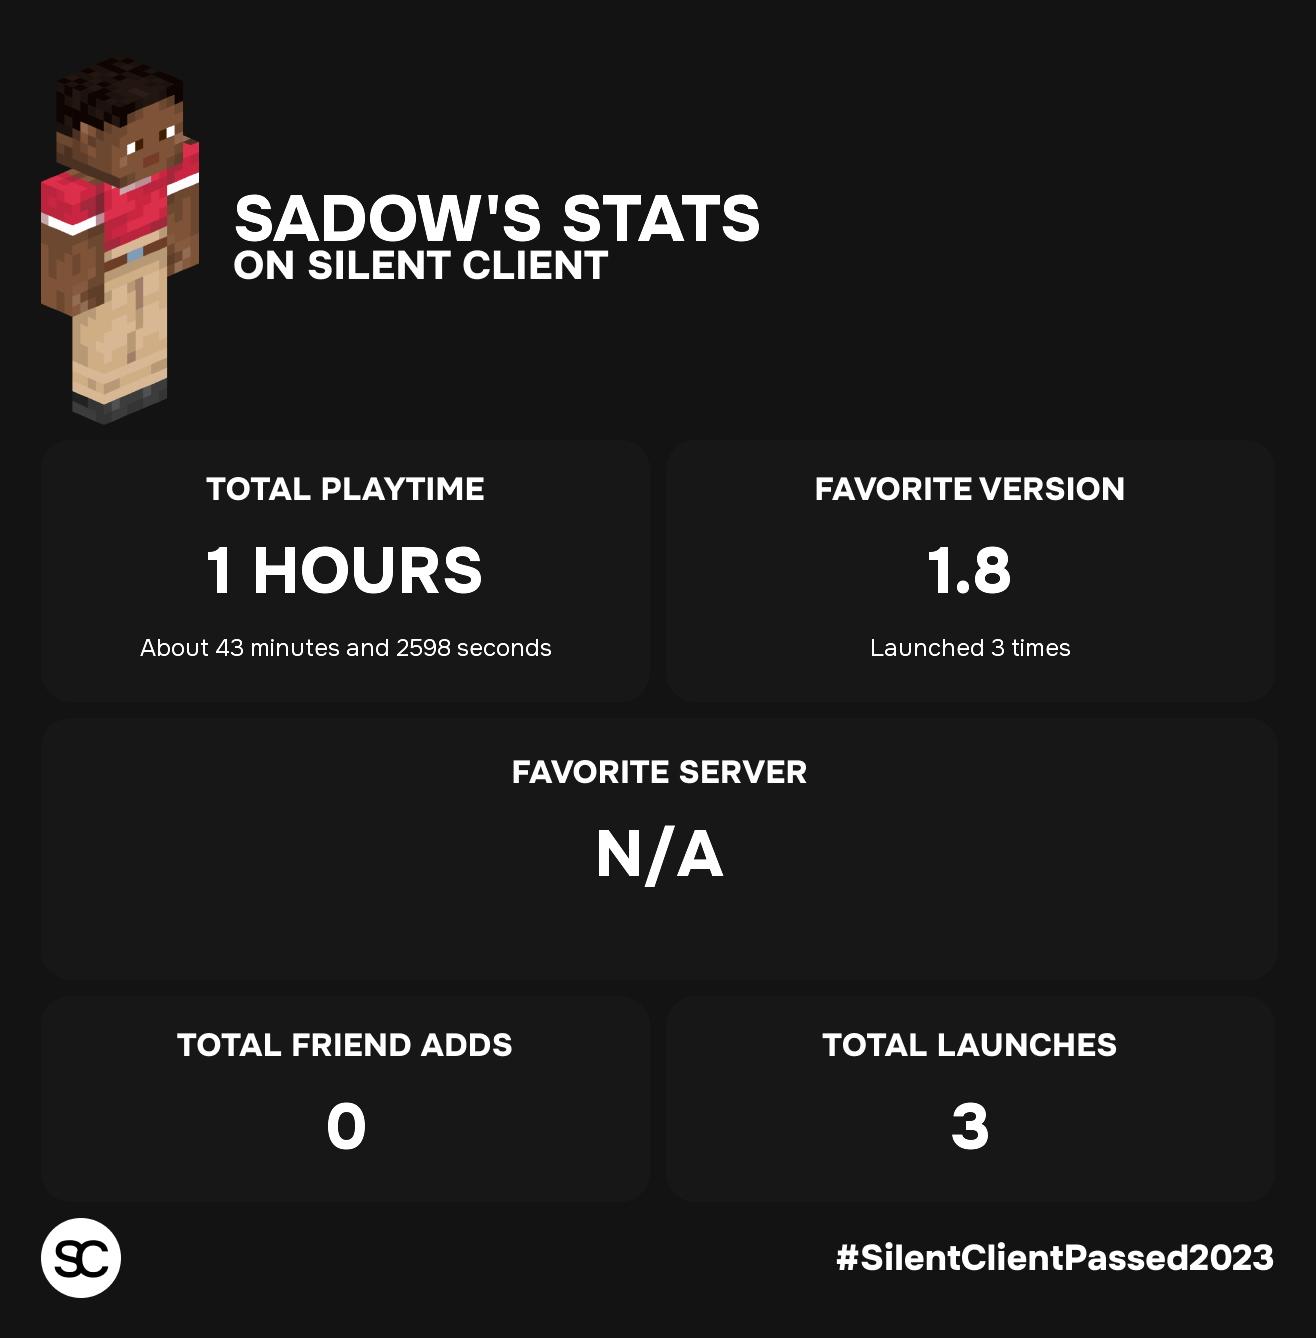 SADOW'S STATS
ON SILENT CLIENT
TOTAL PLAYTIME
1 HOURS
About 43 minutes and 2598 seconds
FAVORITE VERSION
1.8
Launched 3 times
FAVORITE SERVER
N/A
TOTAL FRIEND ADDS
0
TOTAL LAUNCHES
3
SC
#SilentClientPassed2023